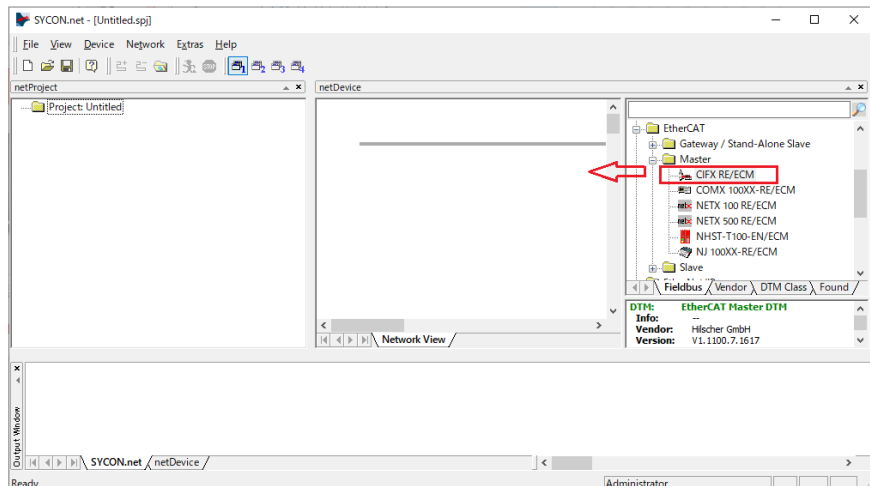 SYCON.net - [Untitled.spj]
File View Device Network Extras Help
netProject
netDevice
Project: Untitled
EtherCAT
Gateway / Stand-Alone Slave
Master
CIFX RE/ECM
COMX 100XX-RE/ECM
NETX 100 RE/ECM
NETX 500 RE/ECM
NHST-T100-EN/ECM
NJ 100XX-RE/ECM
Slave
Fieldbus Vendor DTM Class Found
DTM: EtherCAT Master DTM
Info: --
Vendor: Hilscher GmbH
Version: V1.1100.7.1617
Network View
Output Window
SYCON.net netDevice
Ready
Administrator